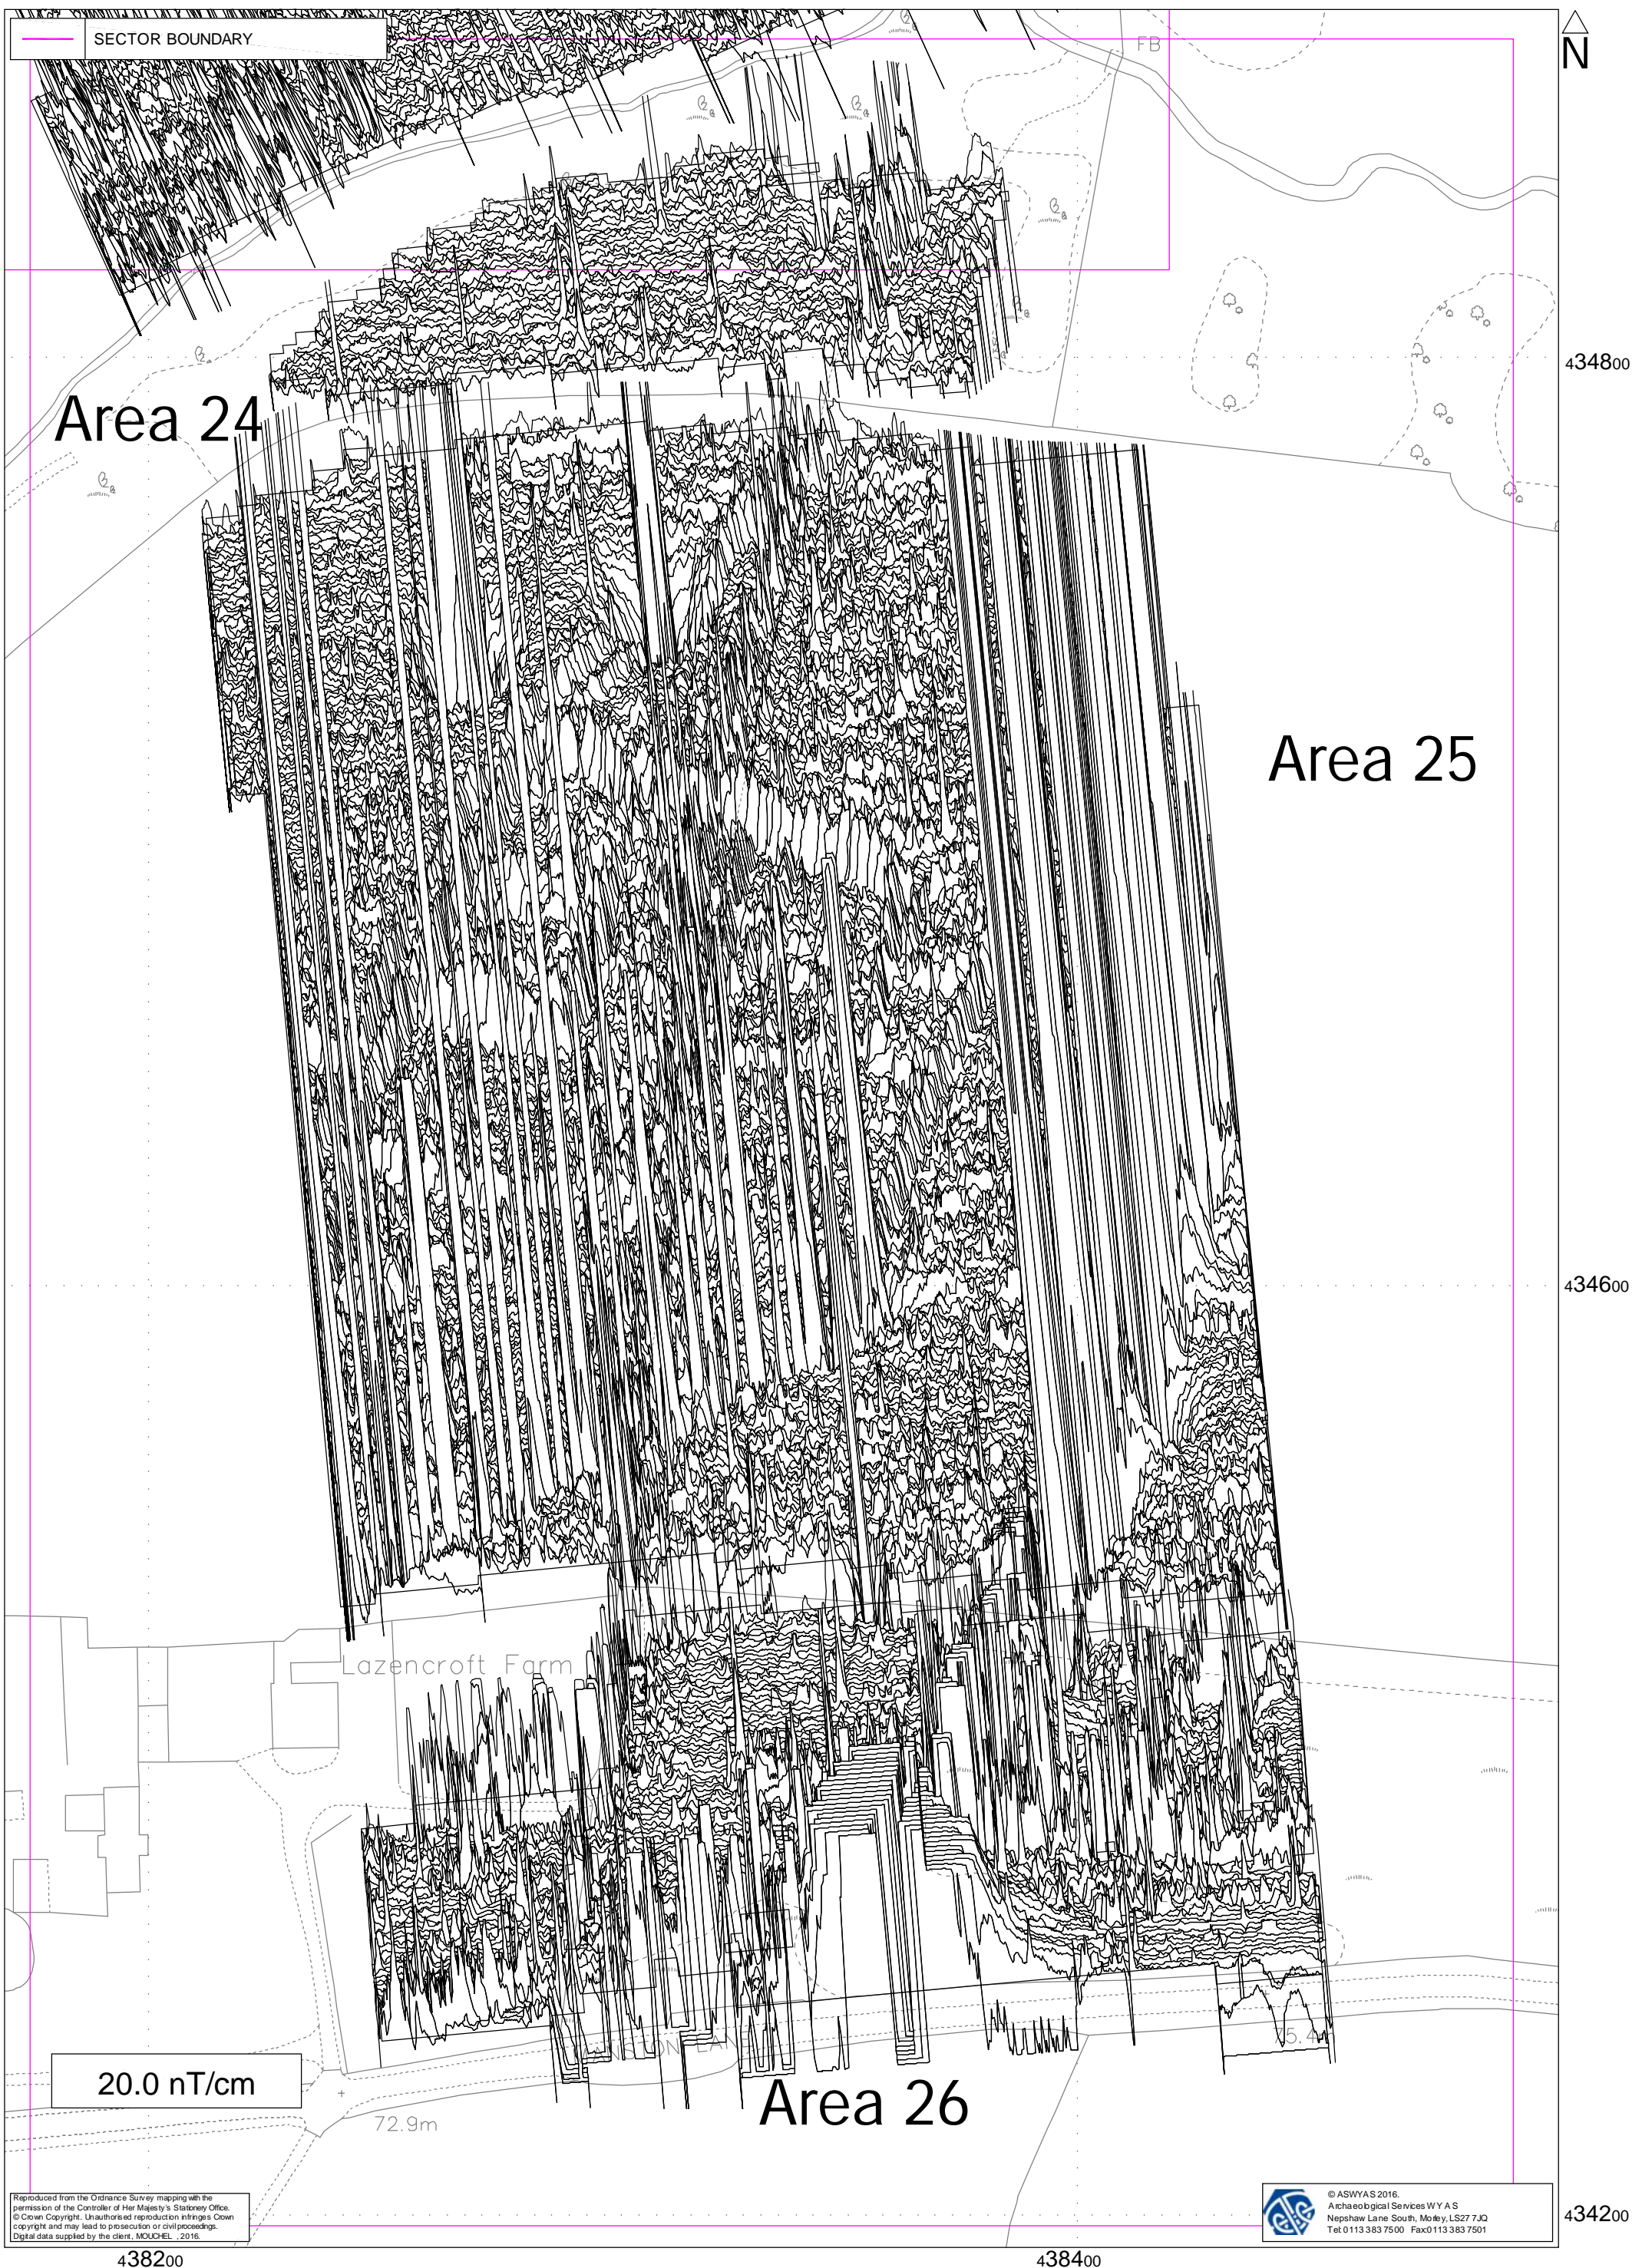 SECTOR BOUNDARY
N
FB
434800
Area 24
Area 25
434600
Lazencroft Farm
20.0 nT/cm
Area 26
72.9m
Reproduced from the Ordnance Survey mapping with the
permission of the Controller of Her Majesty's Stationery Office.
© Crown Copyright. Unauthorised reproduction infringes Crown
copyright and may lead to prosecution or civil proceedings.
Digital data supplied by the client, MOUCHEL , 2016.
© ASWYAS 2016.
Archaeological Services W Y A S
Nepshaw Lane South, Morley, LS27 7JQ
Tel: 0113 383 7500 Fax: 0113 383 7501
434200
438200
438400